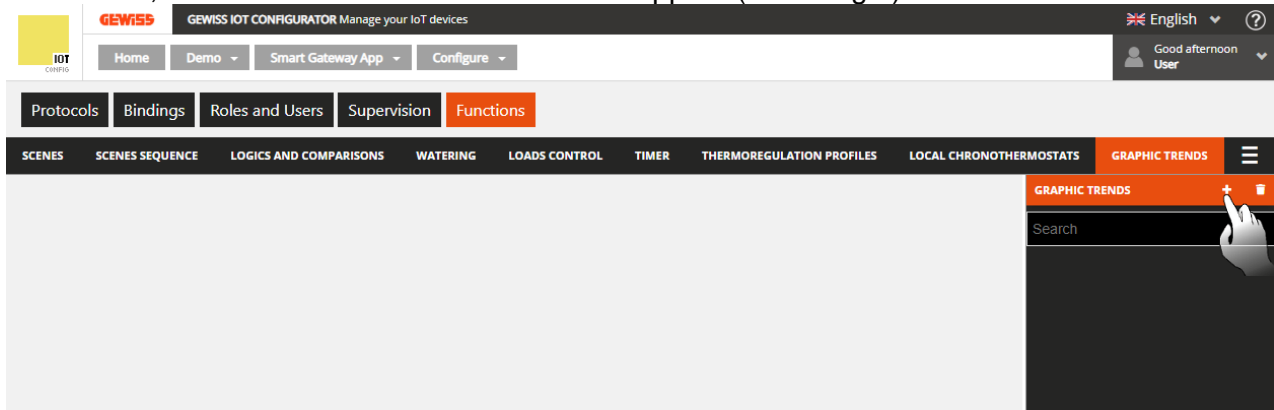 GEWISS GEWISS IOT CONFIGURATOR Manage your IoT devices English ?
IOT
CONFIG
Home Demo Smart Gateway App Configure
Good afternoon
User
Protocols Bindings Roles and Users Supervision Functions
SCENES SCENES SEQUENCE LOGICS AND COMPARISONS WATERING LOADS CONTROL TIMER THERMOREGULATION PROFILES LOCAL CHRONOTHERMOSTATS GRAPHIC TRENDS
GRAPHIC TRENDS +
Search